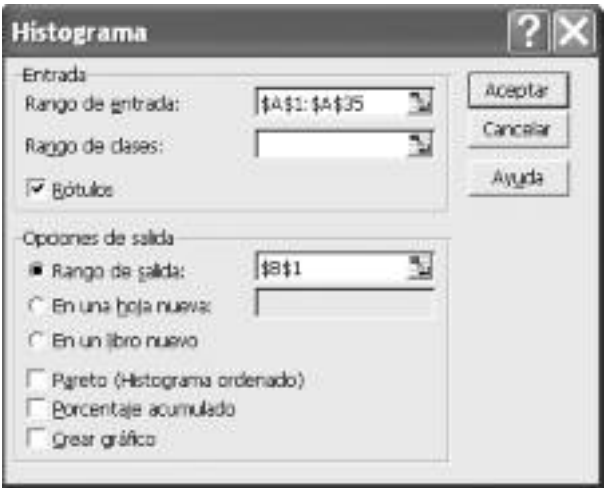 Histograma
Entrada
Rango de entrada:
$A$1:$A$35
Aceptar
Rango de clases:
Cancelar
Rótulos
Ayuda
Opciones de salida
Rango de salida:
$B$1
En una hoja nueva:
En un libro nuevo
Pareto (Histograma ordenado)
Porcentaje acumulado
Crear gráfico